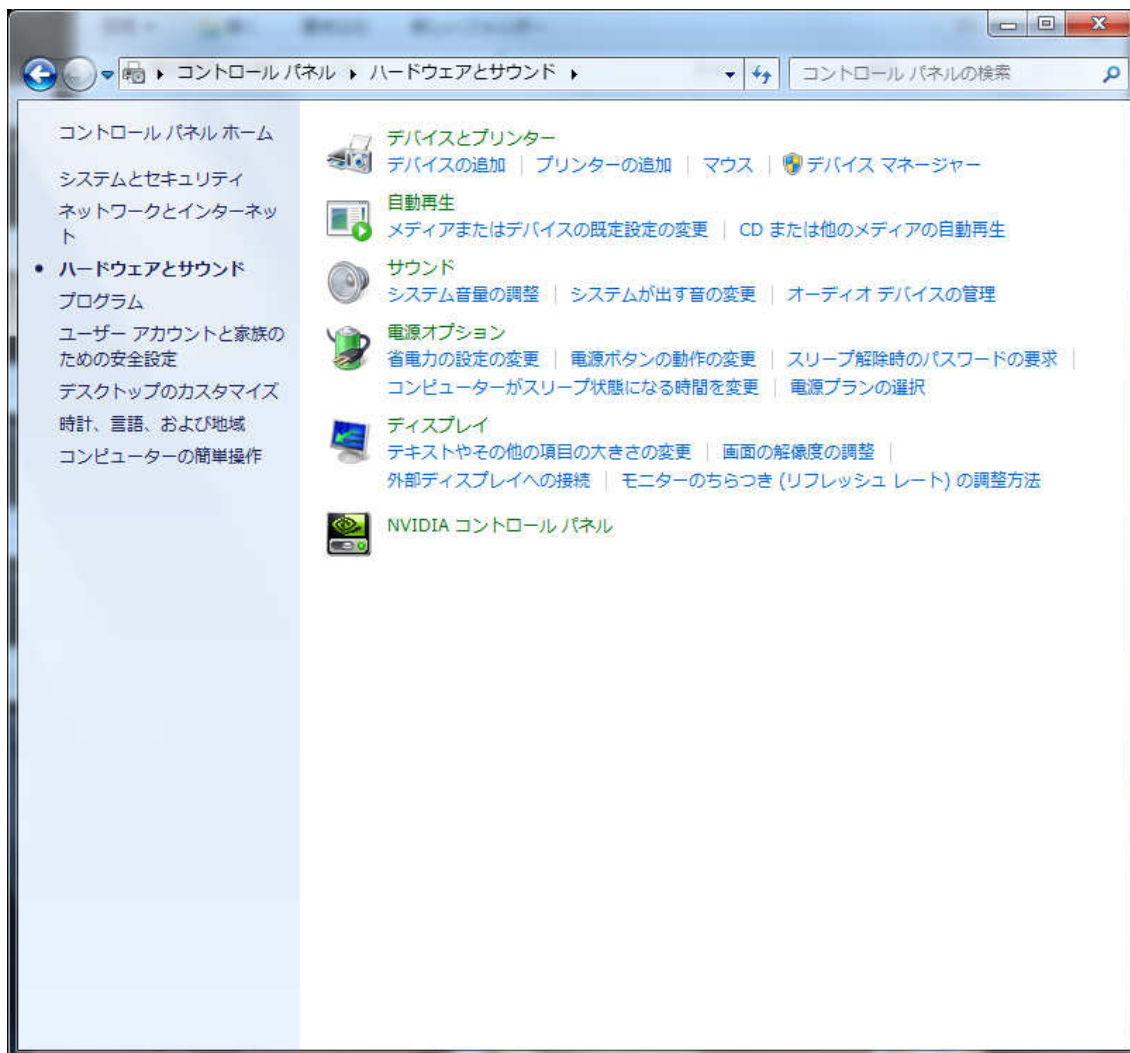 コントロール パネル ▸ ハードウェアとサウンド ▸
コントロール パネルの検索
コントロール パネル ホーム
システムとセキュリティ
ネットワークとインターネッ
ト
ハードウェアとサウンド
プログラム
ユーザー アカウントと家族の
ための安全設定
デスクトップのカスタマイズ
時計、言語、および地域
コンピューターの簡単操作
デバイスとプリンター
デバイスの追加 | プリンターの追加 | マウス | デバイス マネージャー
自動再生
メディアまたはデバイスの既定設定の変更 | CD または他のメディアの自動再生
サウンド
システム音量の調整 | システムが出す音の変更 | オーディオ デバイスの管理
電源オプション
省電力の設定の変更 | 電源ボタンの動作の変更 | スリープ解除時のパスワードの要求 |
コンピューターがスリープ状態になる時間を変更 | 電源プランの選択
ディスプレイ
テキストやその他の項目の大きさの変更 | 画面の解像度の調整 |
外部ディスプレイへの接続 | モニターのちらつき (リフレッシュ レート) の調整方法
NVIDIA コントロール パネル